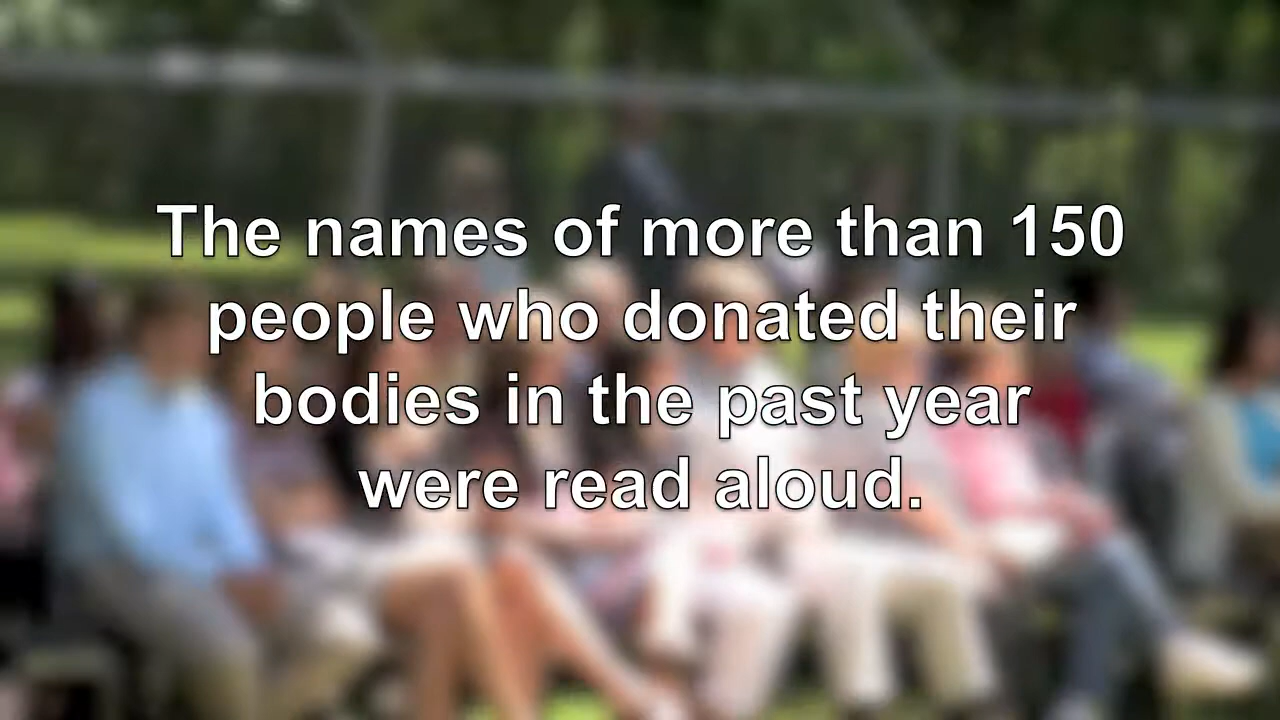 The names of more than 150
people who donated their
bodies in the past year
were read aloud.